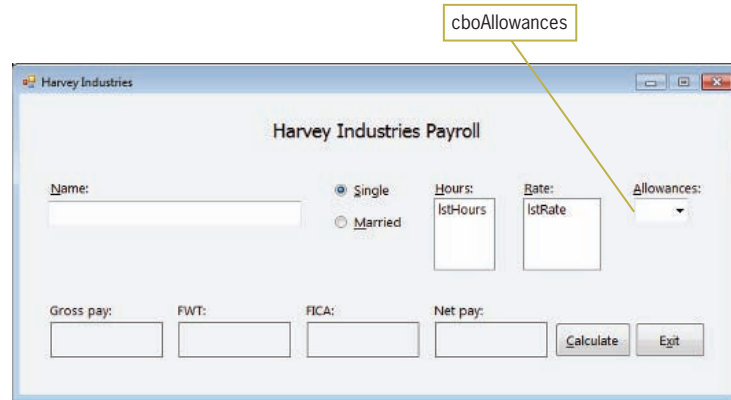 cboAllowances
Harvey Industries
Harvey Industries Payroll
Name:
Single
Married
Hours:
lstHours
Rate:
lstRate
Allowances:
Gross pay:
FWT:
FICA:
Net pay:
Calculate
Exit